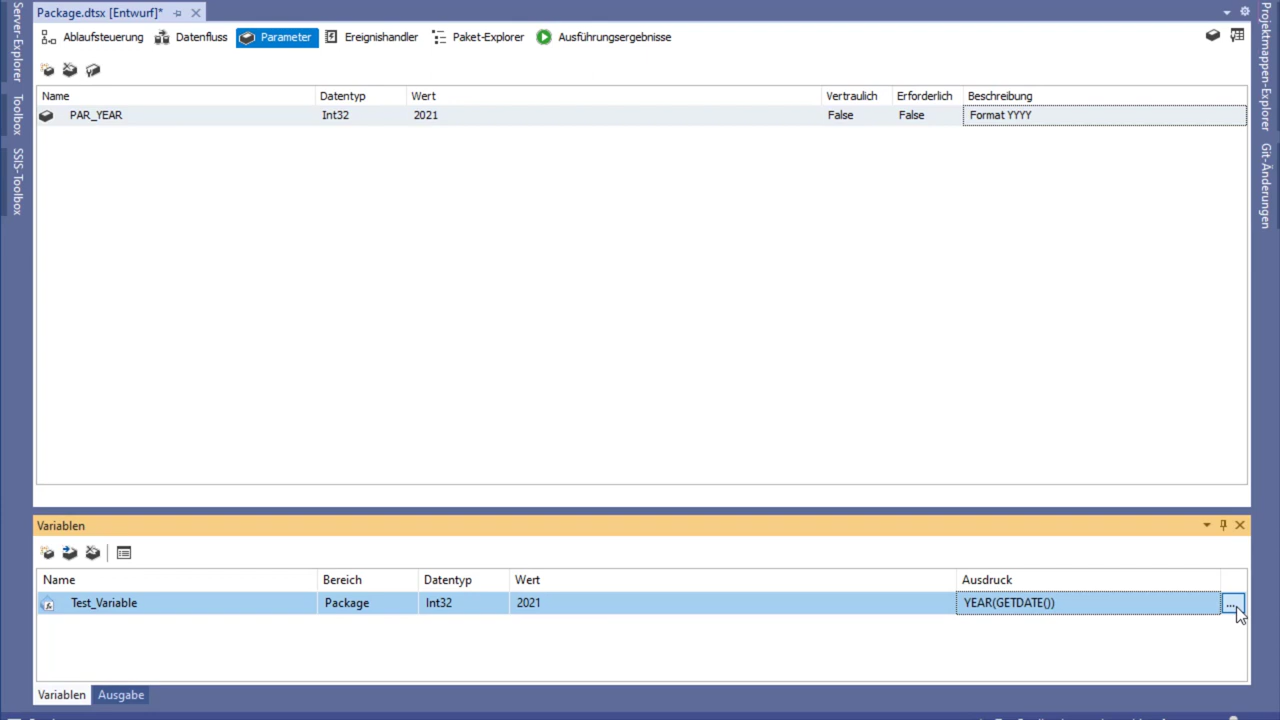 Package.dtsx [Entwurf]*
Ablaufsteuerung Datenfluss Parameter Ereignishandler Paket-Explorer Ausführungsergebnisse
Server-Explorer
Toolbox
SSIS-Toolbox
Name Datentyp Wert Vertraulich Erforderlich Beschreibung
PAR_YEAR Int32 2021 False False Format YYYY
Projektmappen-Explorer
Git-Änderungen
Variablen
Name Bereich Datentyp Wert Ausdruck
Test_Variable Package Int32 2021 YEAR(GETDATE()) ...
Variablen Ausgabe